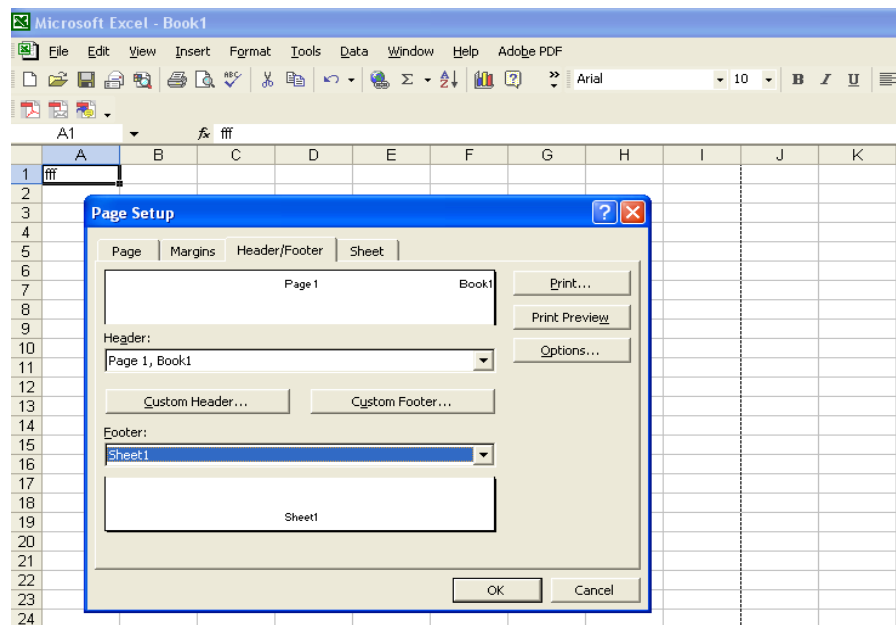 Microsoft Excel - Book1
File Edit View Insert Format Tools Data Window Help Adobe PDF
ABC Σ A Z ? » Arial 10 B I U
A1 fx fff
A B C D E F G H I J K
1 fff
2
3
4
5
6
7
8
9
10
11
12
13
14
15
16
17
18
19
20
21
22
23
24
Page Setup ?
Page Margins Header/Footer Sheet
Page 1 Book1
Print...
Print Preview
Header:
Options...
Page 1, Book1
Custom Header... Custom Footer...
Footer:
Sheet1
Sheet1
OK Cancel